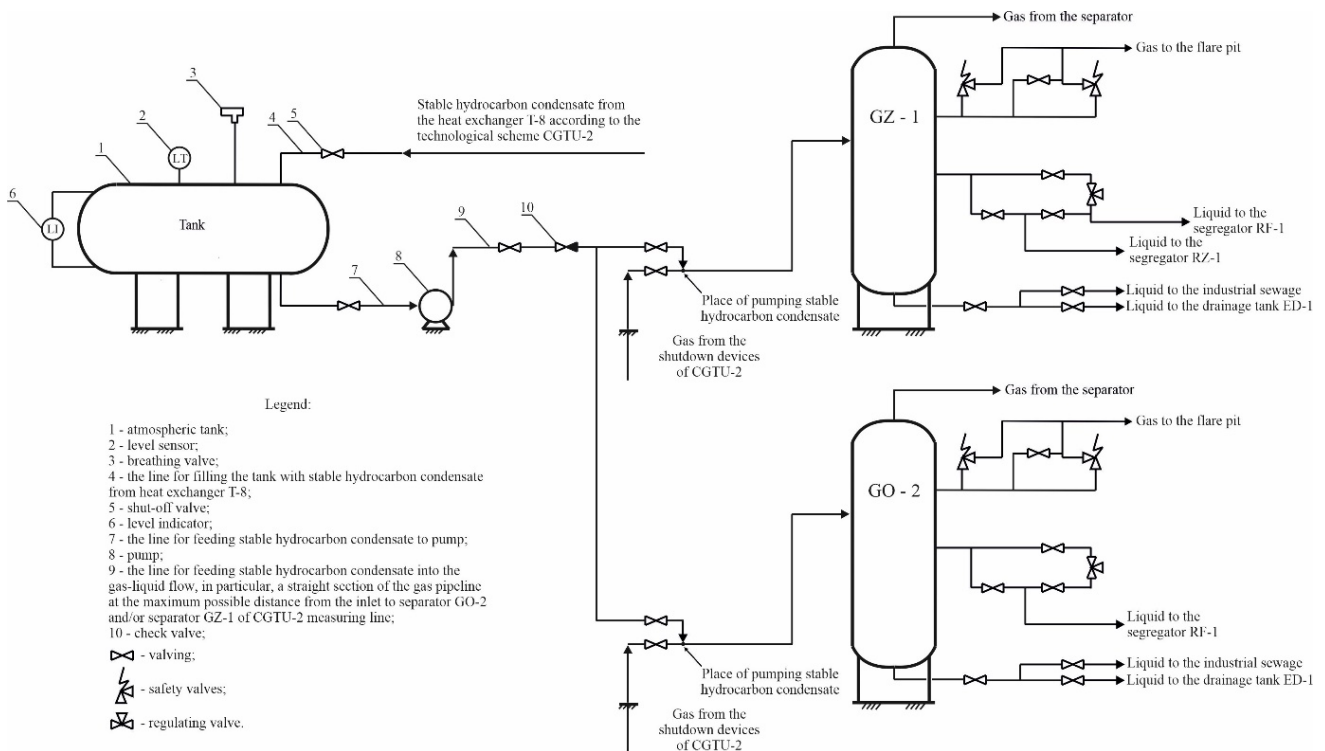 Gas from the separator
Gas to the flare pit
3
2
5
4
1
6
LT
LI
Tank
Stable hydrocarbon condensate from
the heat exchanger T-8 according to the
technological scheme CGTU-2
GZ - 1
9
10
7
8
Liquid to the
segregator RF-1
Liquid to the
segregator RZ-1
Place of pumping stable
hydrocarbon condensate
Liquid to the industrial sewage
Liquid to the drainage tank ED-1
Gas from the
shutdown devices
of CGTU-2
Gas from the separator
Gas to the flare pit
GO - 2
Liquid to the
segregator RF-1
Place of pumping stable
hydrocarbon condensate
Liquid to the industrial sewage
Liquid to the drainage tank ED-1
Gas from the
shutdown devices
of CGTU-2
Legend:
1 - atmospheric tank;
2 - level sensor;
3 - breathing valve;
4 - the line for filling the tank with stable hydrocarbon condensate
from heat exchanger T-8;
5 - shut-off valve;
6 - level indicator;
7 - the line for feeding stable hydrocarbon condensate to pump;
8 - pump;
9 - the line for feeding stable hydrocarbon condensate into the
gas-liquid flow, in particular, a straight section of the gas pipeline
at the maximum possible distance from the inlet to separator GO-2
and/or separator GZ-1 of CGTU-2 measuring line;
10 - check valve;
- valving;
- safety valves;
- regulating valve.